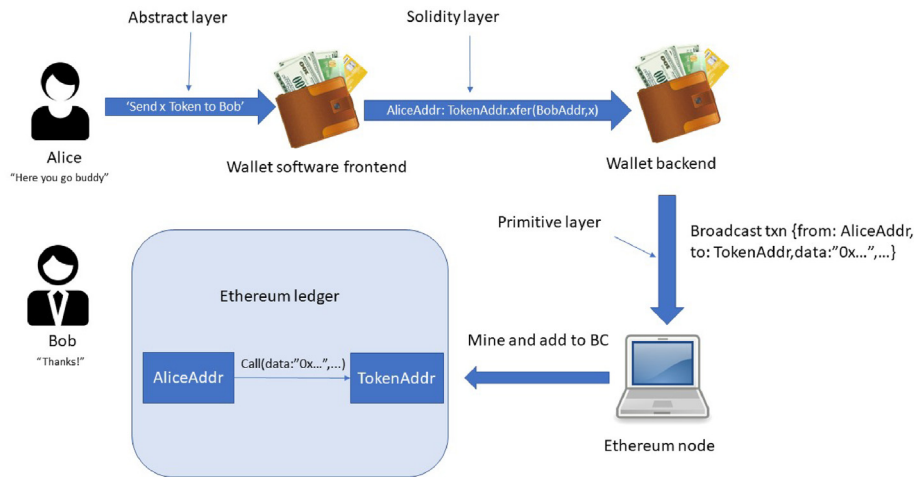 Abstract layer
Solidity layer
'Send x Token to Bob'
AliceAddr: TokenAddr.xfer(BobAddr,x)
Alice
"Here you go buddy"
Wallet software frontend
Wallet backend
Primitive layer
Broadcast txn {from: AliceAddr,
to: TokenAddr,data:"0x...",...}
Bob
"Thanks!"
Ethereum ledger
AliceAddr
Call(data:"0x...",...)
TokenAddr
Mine and add to BC
Ethereum node